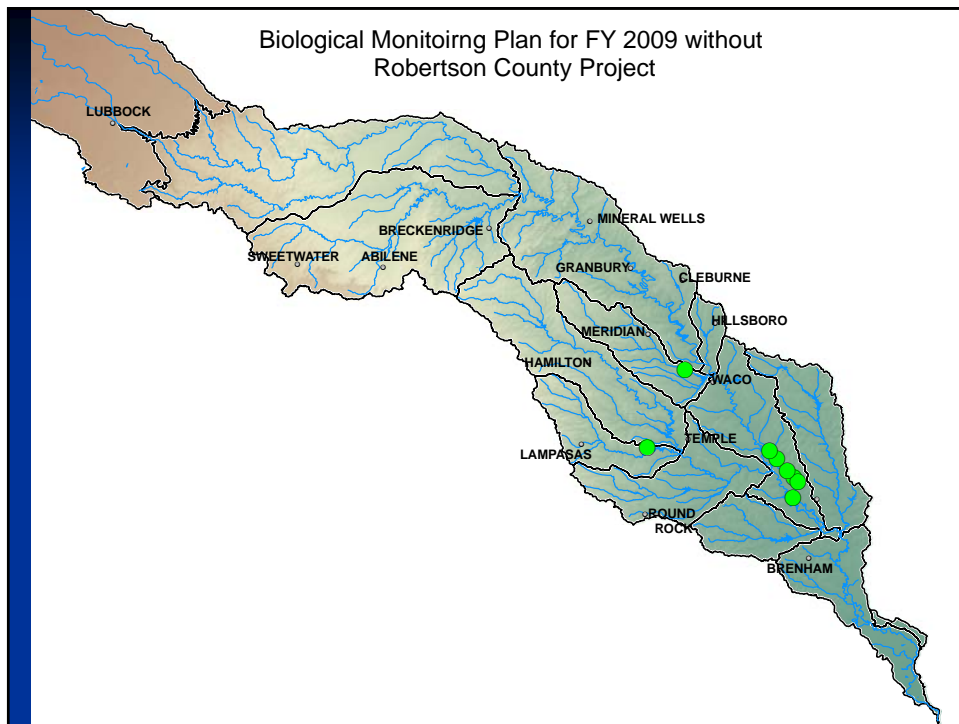 Biological Monitoirng Plan for FY 2009 without
Robertson County Project
LUBBOCK
MINERAL WELLS
BRECKENRIDGE
SWEETWATER
ABILENE
GRANBURY
CLEBURNE
HILLSBORO
MERIDIAN
HAMILTON
WACO
TEMPLE
LAMPASAS
ROUND
ROCK
BRENHAM